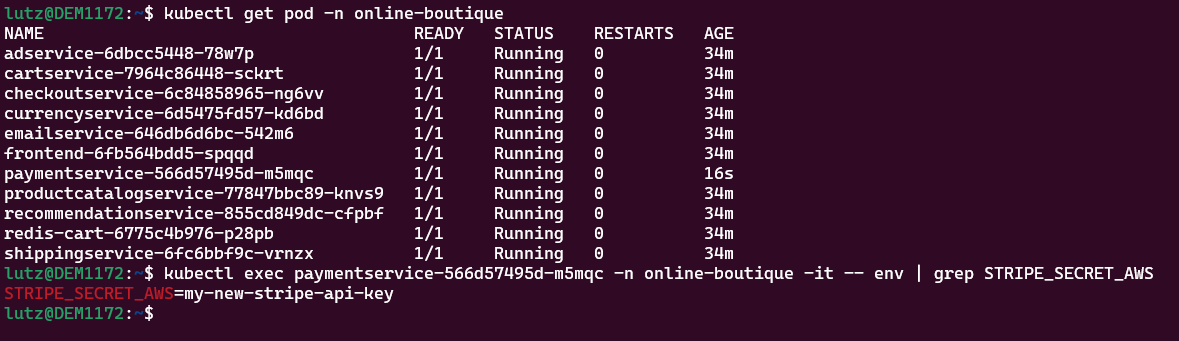 lutz@DEM1172:~$ kubectl get pod -n online-boutique
NAME READY STATUS RESTARTS AGE
adservice-6dbcc5448-78w7p 1/1 Running 0 34m
cartservice-7964c86448-sckrt 1/1 Running 0 34m
checkoutservice-6c84858965-ng6vv 1/1 Running 0 34m
currencyservice-6d5475fd57-kd6bd 1/1 Running 0 34m
emailservice-646db6d6bc-542m6 1/1 Running 0 34m
frontend-6fb564bdd5-spqqd 1/1 Running 0 34m
paymentservice-566d57495d-m5mqc 1/1 Running 0 16s
productcatalogservice-77847bbc89-knvs9 1/1 Running 0 34m
recommendationservice-855cd849dc-cfpbf 1/1 Running 0 34m
redis-cart-6775c4b976-p28pb 1/1 Running 0 34m
shippingservice-6fc6bbf9c-vrnzx 1/1 Running 0 34m
lutz@DEM1172:~$ kubectl exec paymentservice-566d57495d-m5mqc -n online-boutique -it -- env | grep STRIPE_SECRET_AWS
STRIPE_SECRET_AWS=my-new-stripe-api-key
lutz@DEM1172:~$